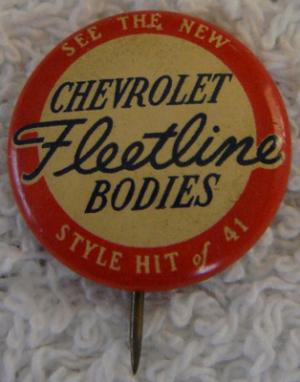 SEE THE NEW
CHEVROLET
Fleetline
BODIES
STYLE HIT of 41